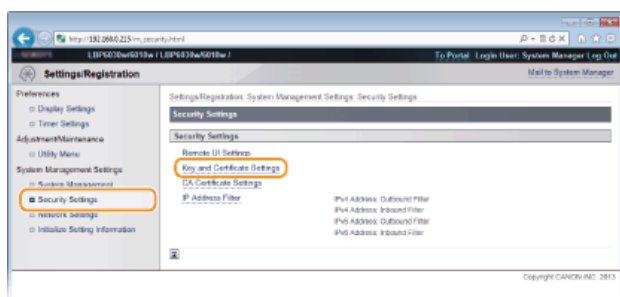 http://192.168.0.215/m_security.html
LBP6030w/6018w / LBP6030w/6018w /
To Portal Login User: System Manager Log Out
Settings/Registration
Mail to System Manager
Preferences
Display Settings
Timer Settings
Adjustment/Maintenance
Utility Menu
System Management Settings
System Management
Security Settings
Network Settings
Initialize Setting Information
Settings/Registration: System Management Settings: Security Settings
Security Settings
Security Settings
Remote UI Settings
Key and Certificate Settings
CA Certificate Settings
IP Address Filter
IPv4 Address: Outbound Filter
IPv4 Address: Inbound Filter
IPv6 Address: Outbound Filter
IPv6 Address: Inbound Filter
Copyright CANON INC. 2013